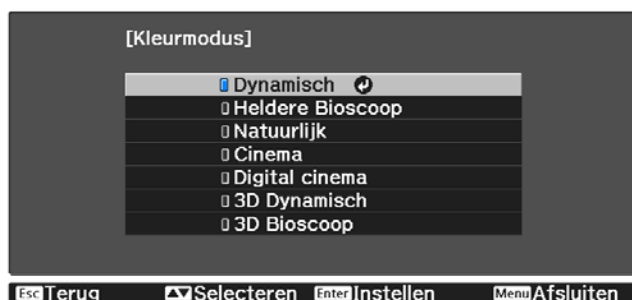 [Kleurmodus]
Dynamisch
Heldere Bioscoop
Natuurlijk
Cinema
Digital cinema
3D Dynamisch
3D Bioscoop
Esc Terug Selecteren Enter Instellen Menu Afsluiten